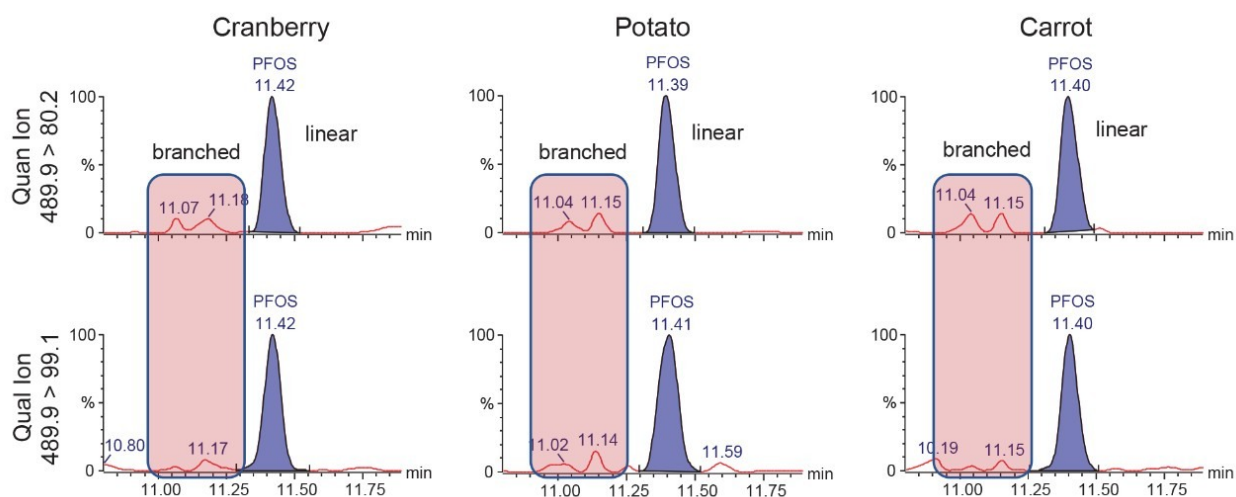 Cranberry
Potato
Carrot
Quan Ion
489.9 > 80.2
PFOS
11.42
100
linear
branched
%
11.07
11.18
0
min
PFOS
11.39
100
linear
branched
%
11.04
11.15
0
min
PFOS
11.40
100
linear
branched
%
11.04
11.15
0
min
Qual Ion
489.9 > 99.1
PFOS
11.42
100
%
10.80
11.17
0
min
11.00 11.25 11.50 11.75
PFOS
11.41
100
%
11.02
11.14
11.59
0
min
11.00 11.25 11.50 11.75
PFOS
11.40
100
%
10.19
11.15
0
min
11.00 11.25 11.50 11.75